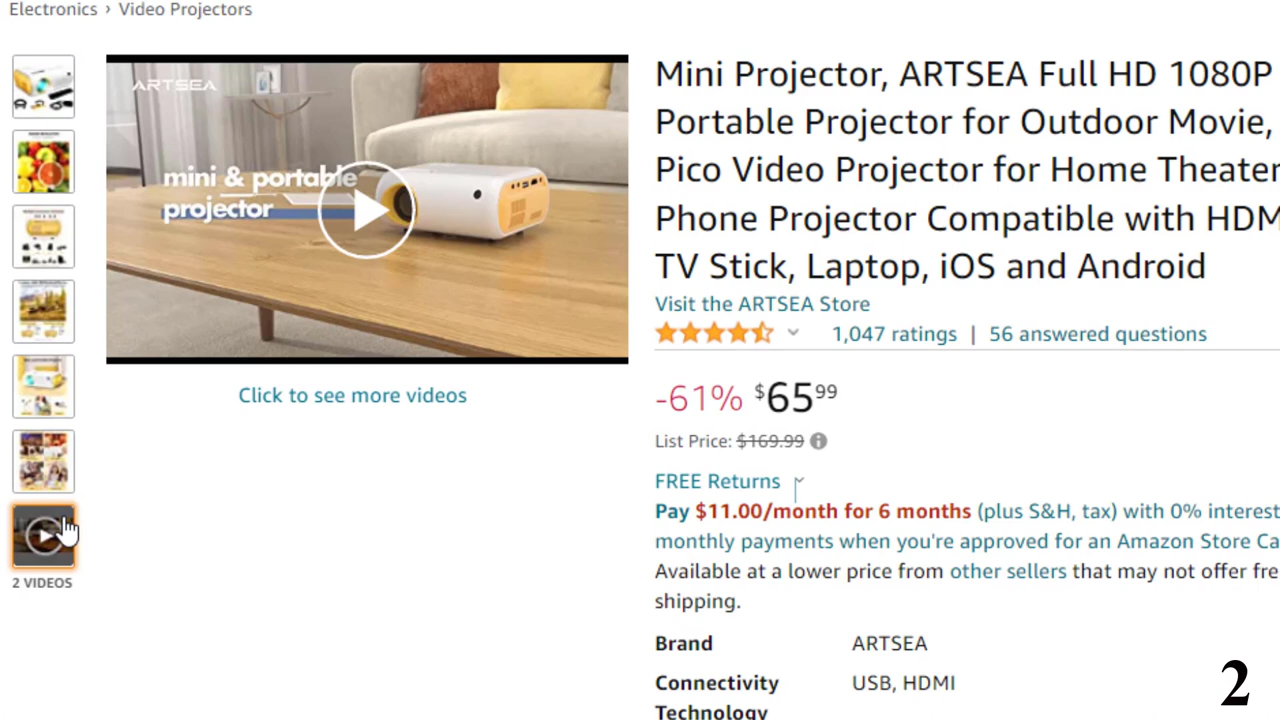 Electronics › Video Projectors
ARTSEA
mini & portable
projector
Click to see more videos
2 VIDEOS
Mini Projector, ARTSEA Full HD 1080P
Portable Projector for Outdoor Movie,
Pico Video Projector for Home Theater
Phone Projector Compatible with HDM
TV Stick, Laptop, iOS and Android
Visit the ARTSEA Store
1,047 ratings | 56 answered questions
-61% $6599
List Price: $169.99
FREE Returns
Pay $11.00/month for 6 months (plus S&H, tax) with 0% interest
monthly payments when you're approved for an Amazon Store Ca
Available at a lower price from other sellers that may not offer fre
shipping.
Brand ARTSEA
Connectivity USB, HDMI
Technology
2